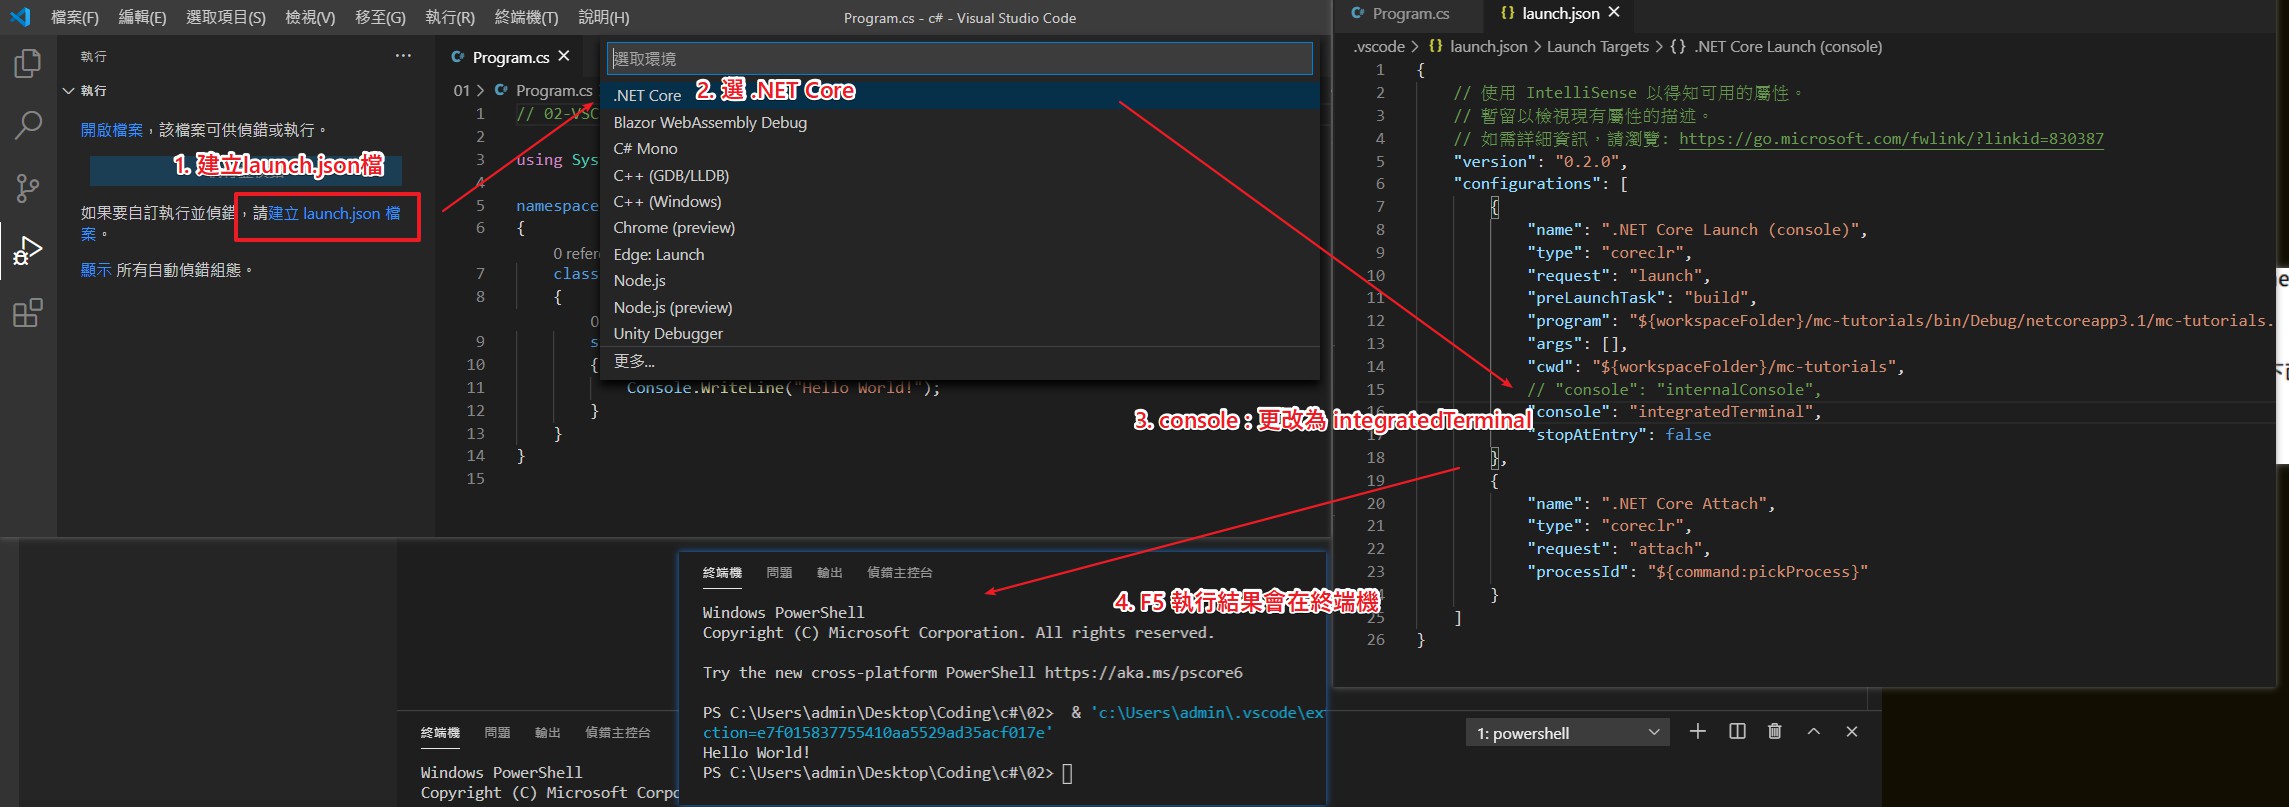 檔案(F) 編輯(E) 選取項目(S) 檢視(V) 移至(G) 執行(R) 終端機(T) 說明(H) Program.cs - c# - Visual Studio Code
執行 ···
執行
開啟檔案，該檔案可供偵錯或執行。
1. 建立launch.json檔
如果要自訂執行並偵錯，請建立 launch.json 檔
案。
顯示 所有自動偵錯組態。
Program.cs
01 > Program.cs
選取環境
.NET Core
2. 選 .NET Core
Blazor WebAssembly Debug
C# Mono
C++ (GDB/LLDB)
C++ (Windows)
Chrome (preview)
Edge: Launch
Node.js
Node.js (preview)
Unity Debugger
更多...
1 // 02-VSC
2
3 using Sys
4
5 namespace
6 {
0 refere
7 class
8 {
0
9 s
10 {
11 Console.WriteLine("Hello World!");
12 }
13 }
14 }
15
Program.cs launch.json
.vscode > launch.json > Launch Targets > {} .NET Core Launch (console)
1 {
2 // 使用 IntelliSense 以得知可用的屬性。
3 // 暫留以檢視現有屬性的描述。
4 // 如需詳細資訊，請瀏覽: https://go.microsoft.com/fwlink/?linkid=830387
5 "version": "0.2.0",
6 "configurations": [
7 {
8 "name": ".NET Core Launch (console)",
9 "type": "coreclr",
10 "request": "launch",
11 "preLaunchTask": "build",
12 "program": "${workspaceFolder}/mc-tutorials/bin/Debug/netcoreapp3.1/mc-tutorials.
13 "args": [],
14 "cwd": "${workspaceFolder}/mc-tutorials",
15 // "console": "internalConsole",
16 "console": "integratedTerminal",
3. console：更改為 integratedTerminal
17 "stopAtEntry": false
18 },
19 {
20 "name": ".NET Core Attach",
21 "type": "coreclr",
22 "request": "attach",
23 "processId": "${command:pickProcess}"
}
25 ]
26 }
4. F5 執行結果會在終端機
終端機 問題 輸出 偵錯主控台
Windows PowerShell
Copyright (C) Microsoft Corporation. All rights reserved.
Try the new cross-platform PowerShell https://aka.ms/pscore6
PS C:\Users\admin\Desktop\Coding\c#\02> & 'c:\Users\admin\.vscode\ex
ction=e7f015837755410aa5529ad35acf017e'
Hello World!
PS C:\Users\admin\Desktop\Coding\c#\02>
終端機 問題 輸出 偵錯主控台
1: powershell
Windows PowerShell
Copyright (C) Microsoft Corpo